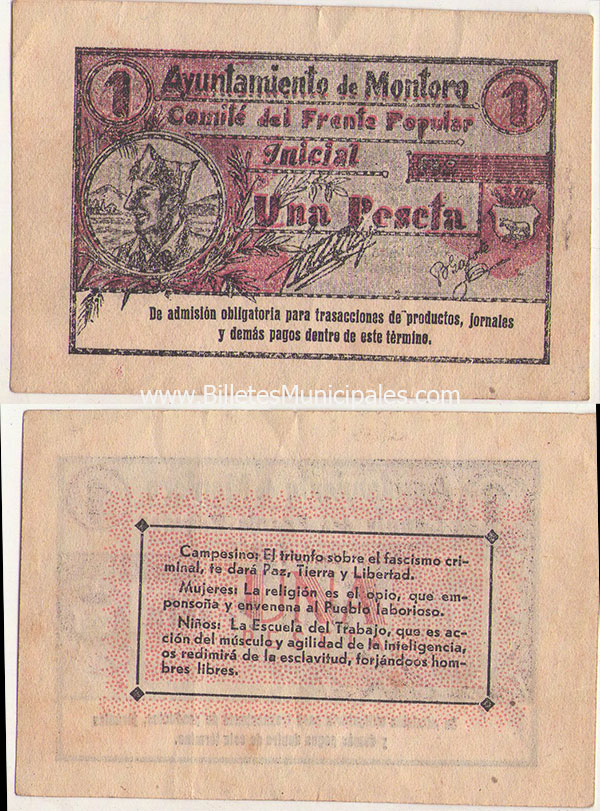 1 Ayuntamiento de Montoro 1
Comité del Frente Popular
Inicial
Una Peseta
De admisión obligatoria para trasacciones de productos, jornales
y demás pagos dentro de este término.
www.BilletesMunicipales.com
Campesino: El triunfo sobre el fascismo cri-
minal, te dará Paz, Tierra y Libertad.
Mujeres: La religión es el opio, que em-
ponsoña y envenena al Pueblo laborioso.
Niños: La Escuela del Trabajo, que es ac-
ción del músculo y agilidad de la inteligencia,
os redimirá de la esclavitud, forjándoos hom-
bres libres.